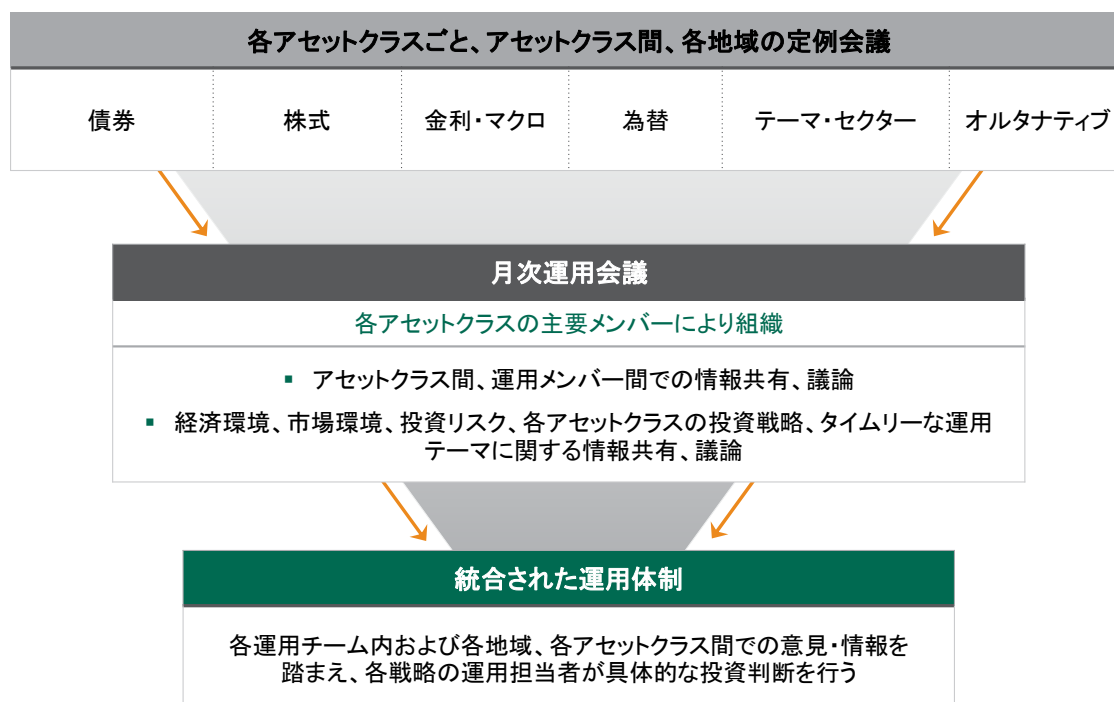 各アセットクラスごと、アセットクラス間、各地域の定例会議
債券 株式 金利・マクロ 為替 テーマ・セクター オルタナティブ
月次運用会議
各アセットクラスの主要メンバーにより組織
▪ アセットクラス間、運用メンバー間での情報共有、議論
▪ 経済環境、市場環境、投資リスク、各アセットクラスの投資戦略、タイムリーな運用
テーマに関する情報共有、議論
統合された運用体制
各運用チーム内および各地域、各アセットクラス間での意見・情報を
踏まえ、各戦略の運用担当者が具体的な投資判断を行う